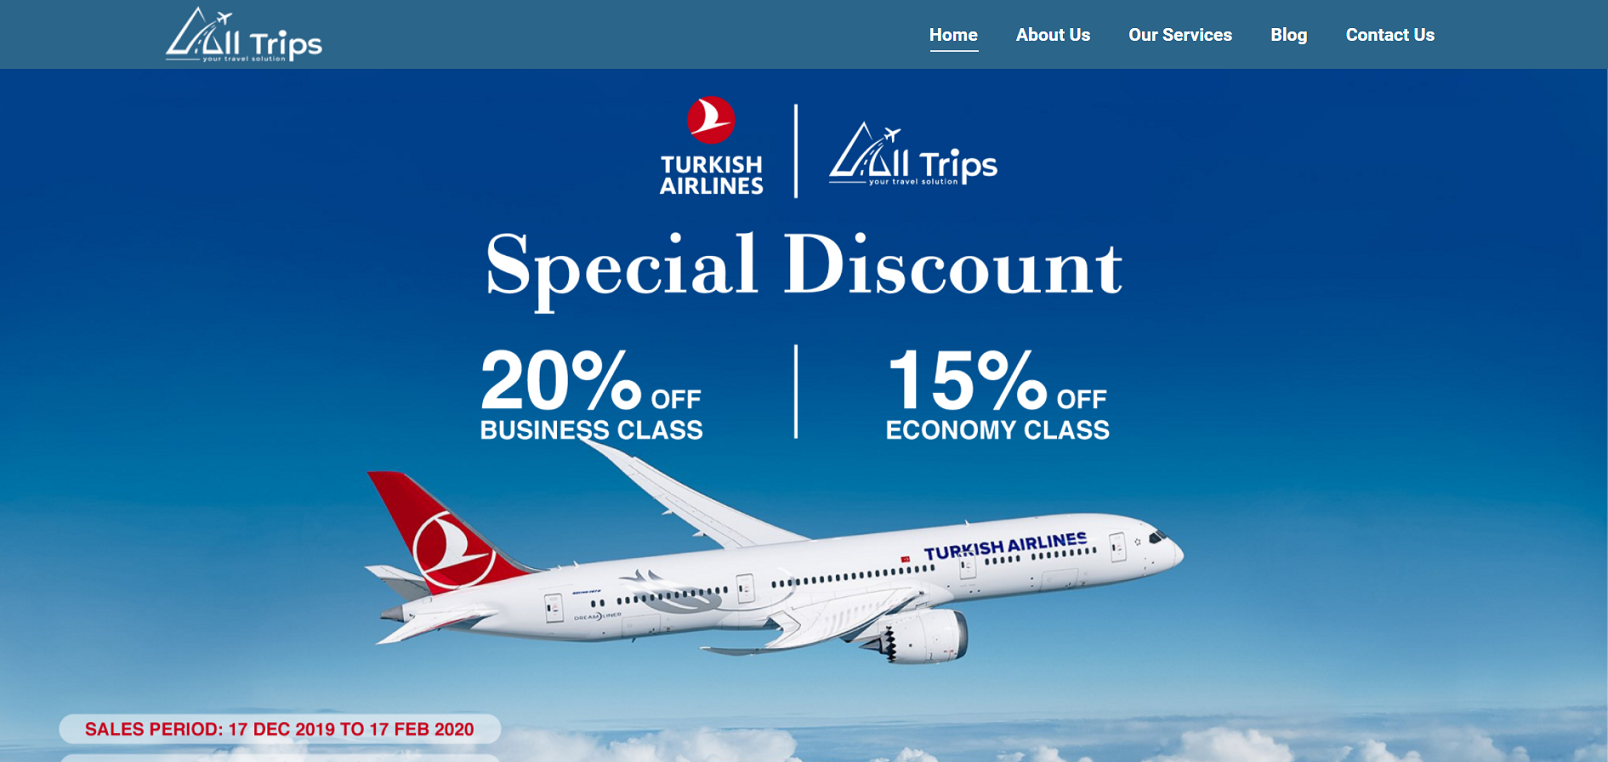 All Trips
your travel solution
Home
About Us
Our Services
Blog
Contact Us
TURKISH
AIRLINES
All Trips
your travel solution
Special Discount
20% OFF
BUSINESS CLASS
15% OFF
ECONOMY CLASS
TURKISH AIRLINES
DREAMLINER
SALES PERIOD: 17 DEC 2019 TO 17 FEB 2020